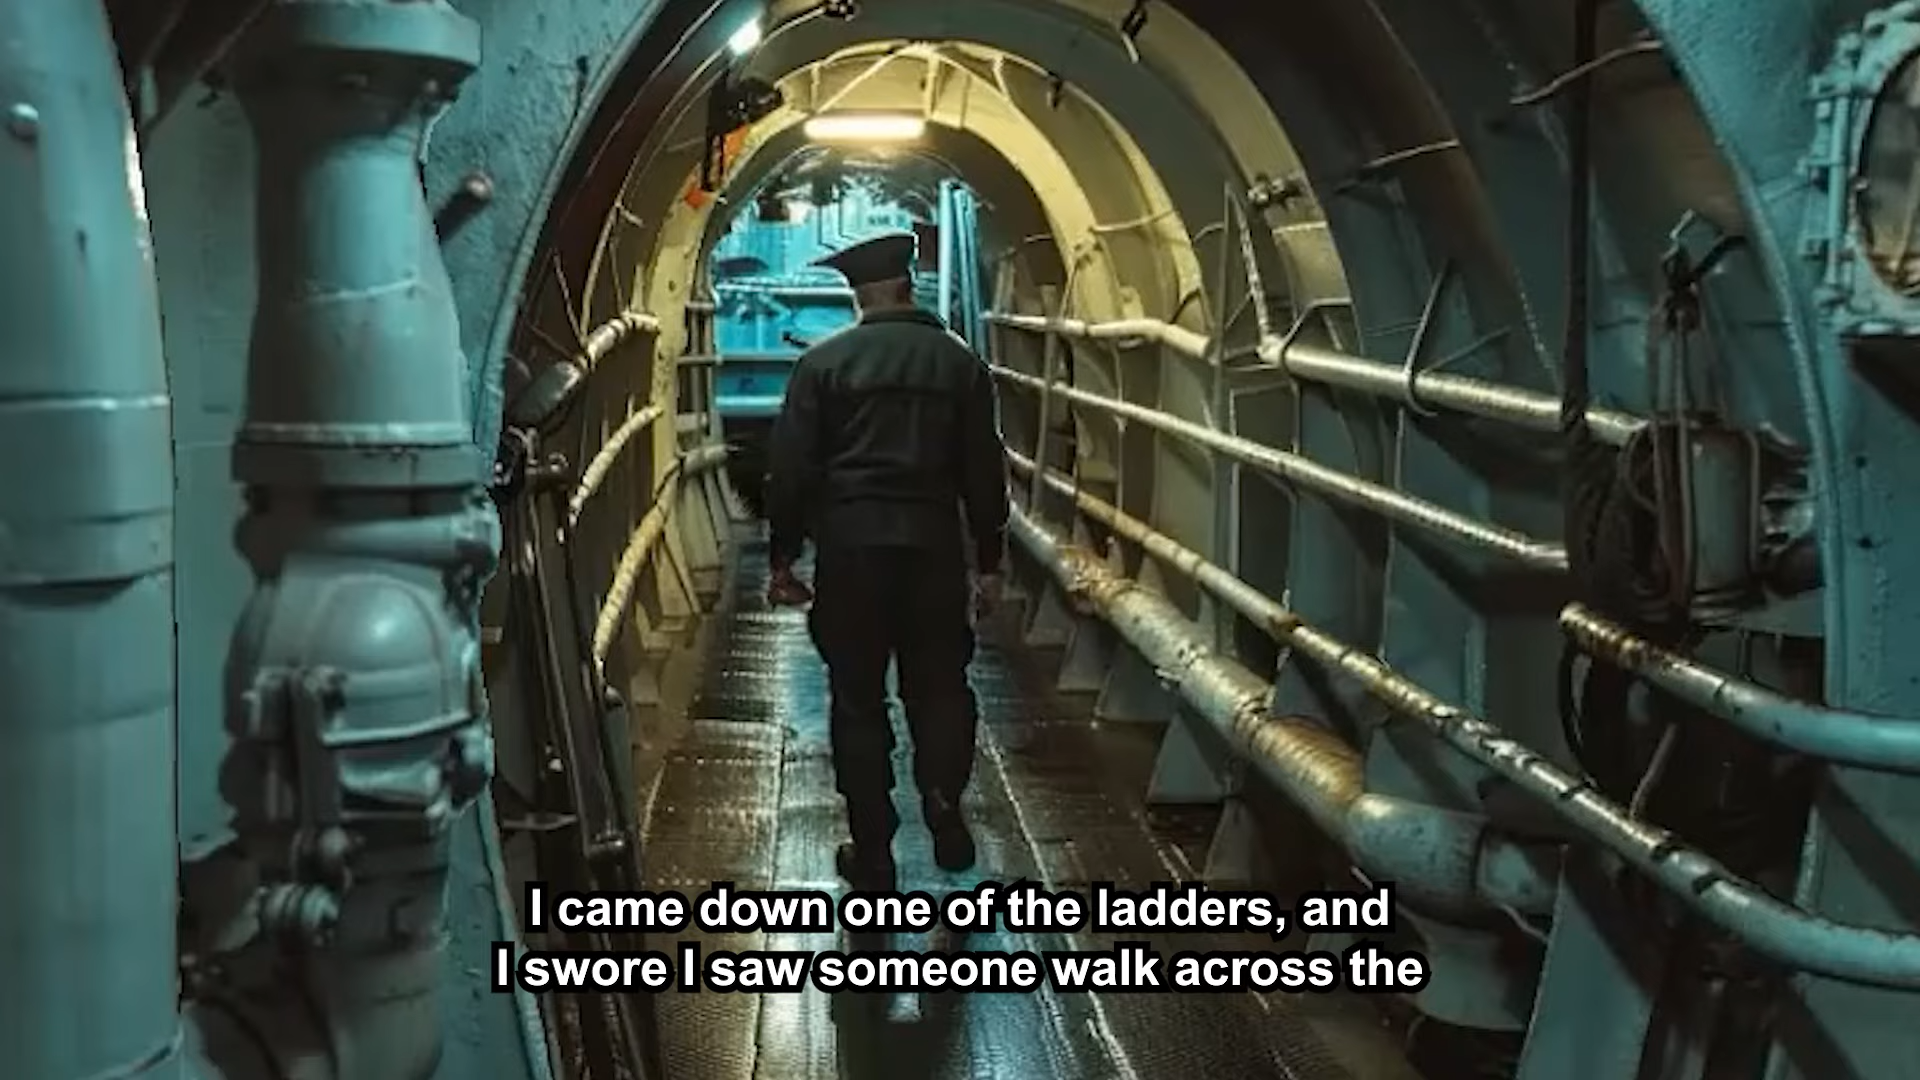 I came down one of the ladders, and
I swore I saw someone walk across the